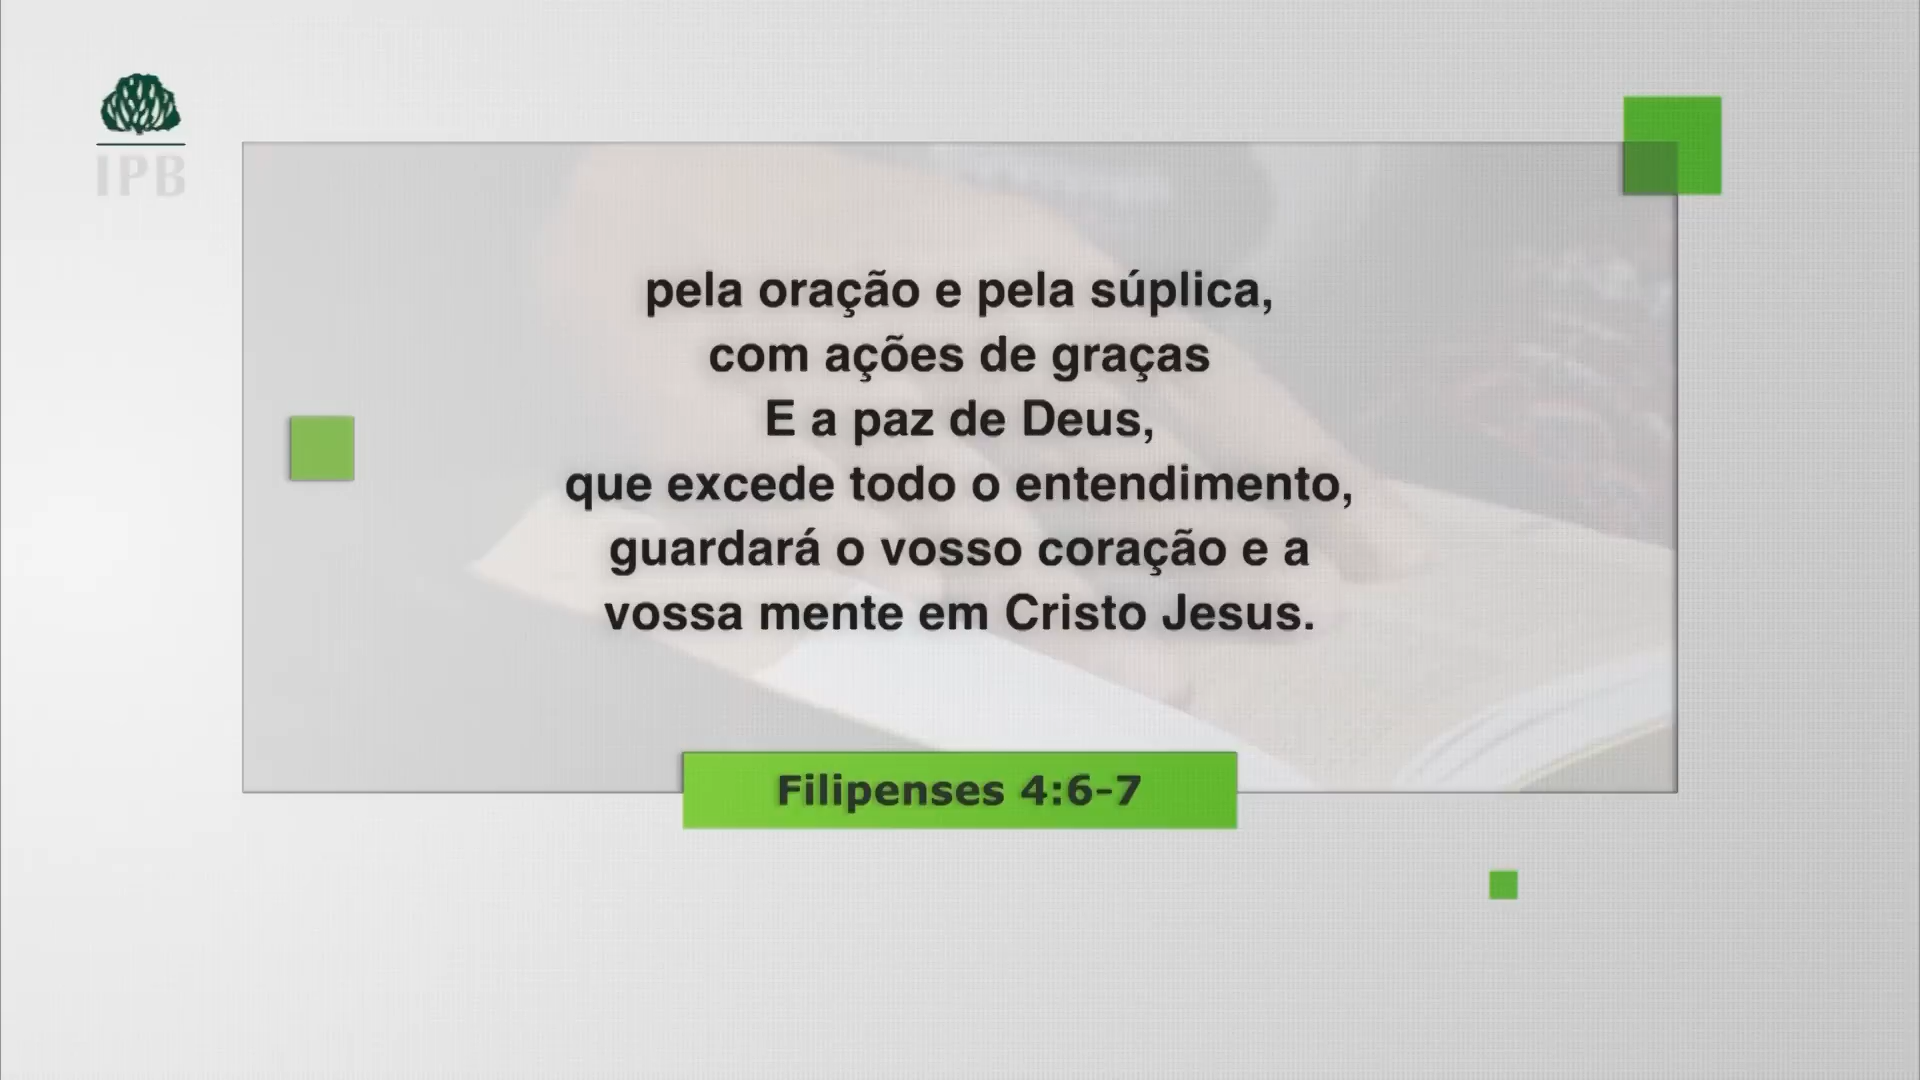 IPB
pela oração e pela súplica,
com ações de graças
E a paz de Deus,
que excede todo o entendimento,
guardará o vosso coração e a
vossa mente em Cristo Jesus.
Filipenses 4:6-7